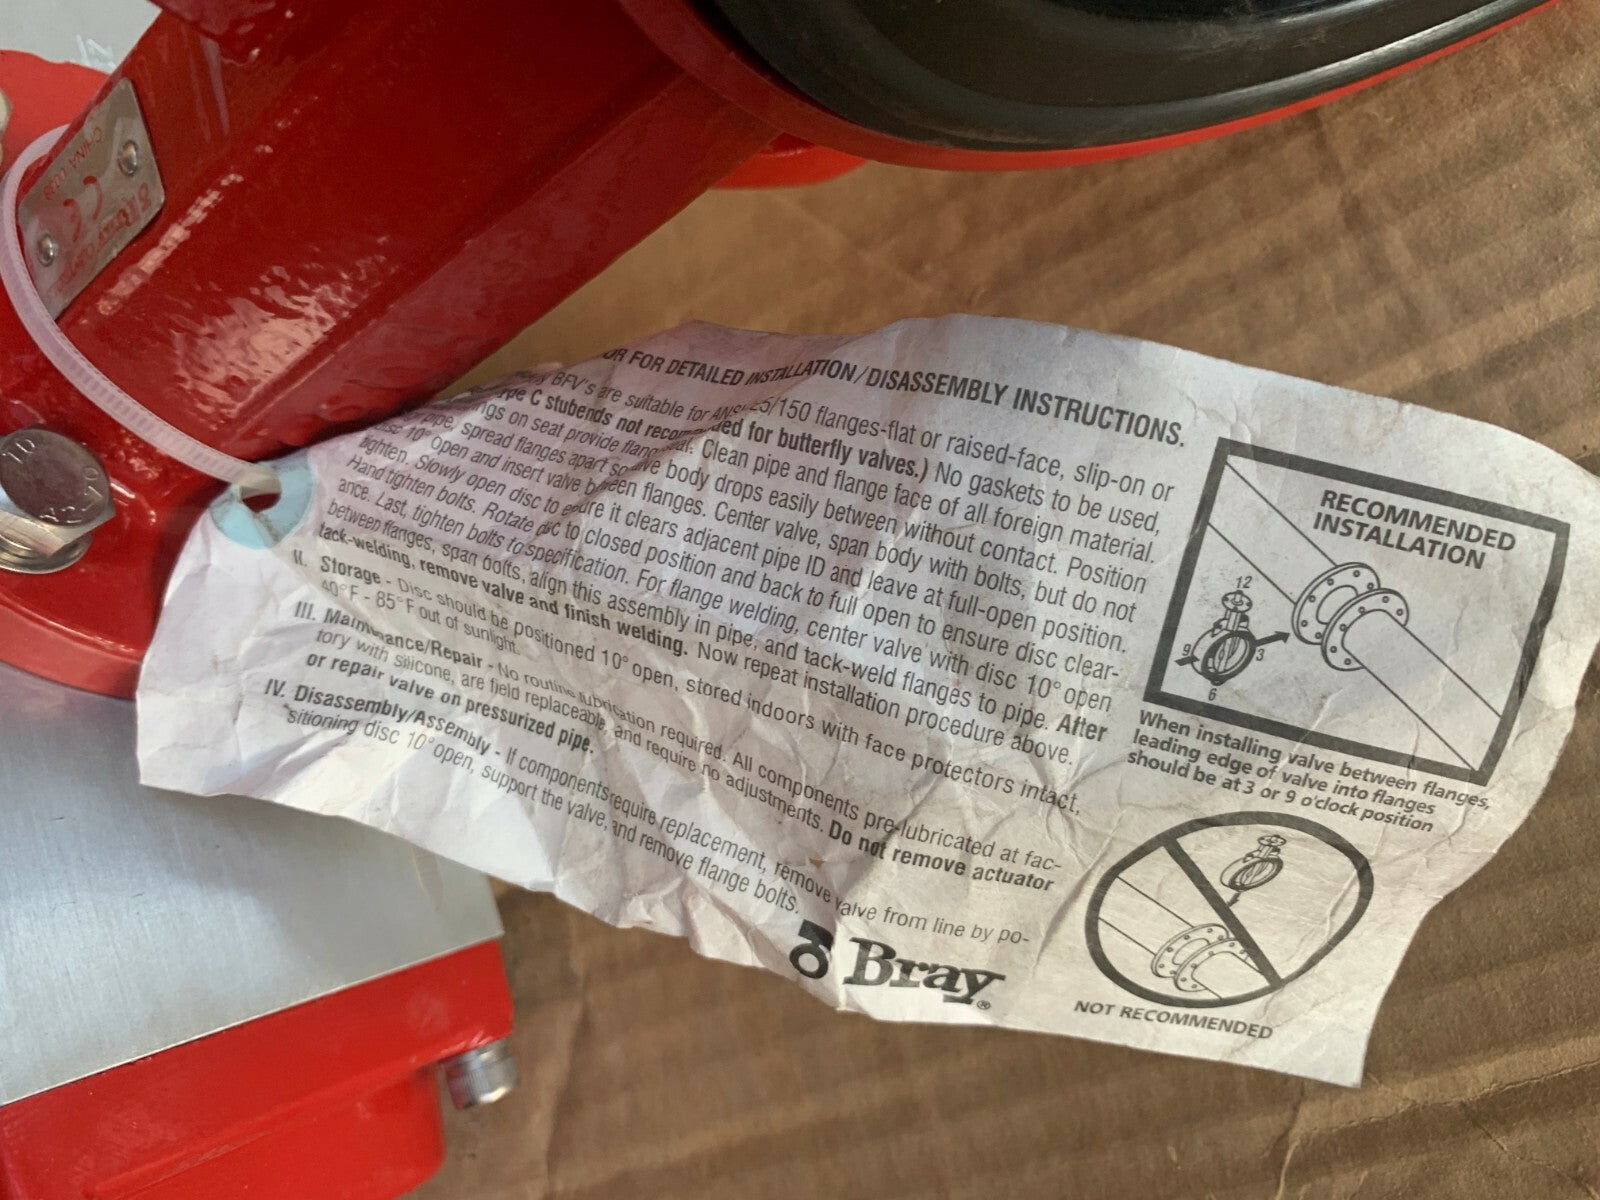 OR FOR DETAILED INSTALLATION/DISASSEMBLY INSTRUCTIONS.
BFV's are suitable for ANSI 125/150 flanges-flat or raised-face, slip-on or
Type C stubends not recommended for butterfly valves.) No gaskets to be used,
ings on seat provide flange seal. Clean pipe and flange face of all foreign material.
pipe, spread flanges apart so valve body drops easily between without contact. Position
disc 10° open and insert valve between flanges. Center valve, span body with bolts, but do not
tighten. Slowly open disc to ensure it clears adjacent pipe ID and leave at full-open position.
Hand tighten bolts. Rotate disc to closed position and back to full open to ensure disc clear-
ance. Last, tighten bolts to specification. For flange welding, center valve with disc 10° open
between flanges, span bolts, align this assembly in pipe, and tack-weld flanges to pipe. After
tack-welding, remove valve and finish welding. Now repeat installation procedure above.
II. Storage - Disc should be positioned 10° open, stored indoors with face protectors intact,
40°F - 85°F out of sunlight.
III. Maintenance/Repair - No routine lubrication required. All components pre-lubricated at fac-
tory with silicone, are field replaceable, and require no adjustments. Do not remove actuator
or repair valve on pressurized pipe.
IV. Disassembly/Assembly - If components require replacement, remove valve from line by po-
sitioning disc 10° open, support the valve, and remove flange bolts.
Bray®
RECOMMENDED
INSTALLATION
12
9
3
6
When installing valve between flanges,
leading edge of valve into flanges
should be at 3 or 9 o'clock position
NOT RECOMMENDED
CHINA
CE